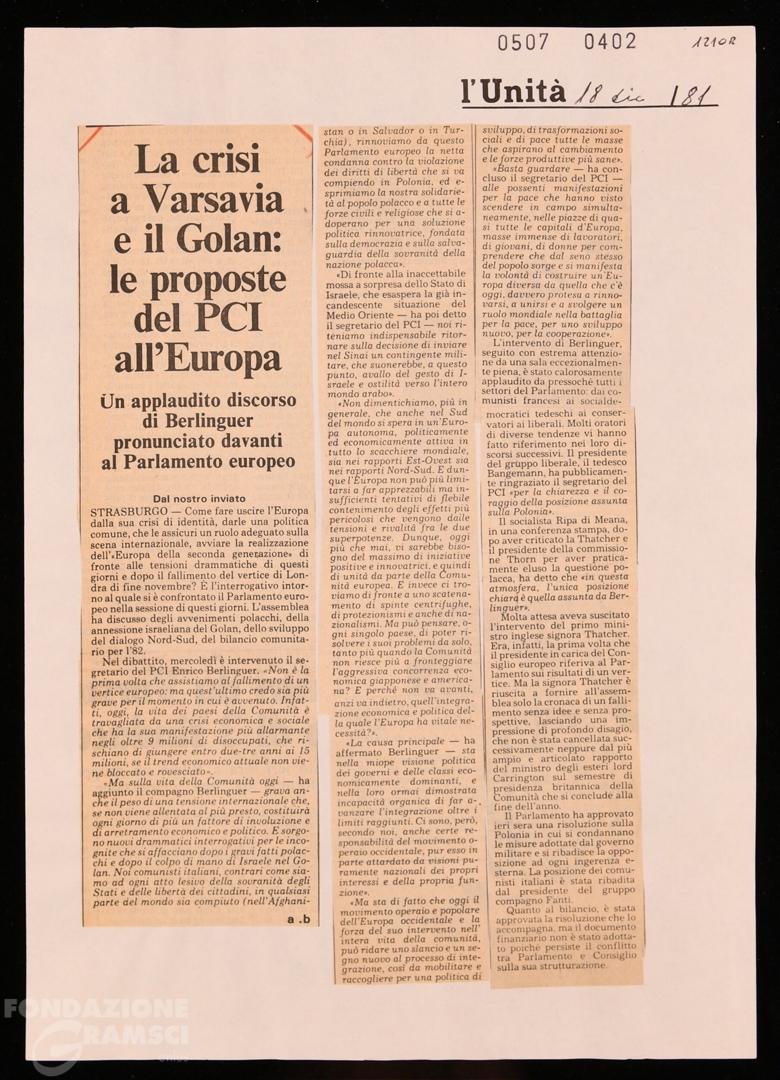 0507 0402 1210R
l'Unità 18 dic 81
La crisi
a Varsavia
e il Golan:
le proposte
del PCI
all'Europa
Un applaudito discorso
di Berlinguer
pronunciato davanti
al Parlamento europeo
Dal nostro inviato
STRASBURGO — Come fare uscire l'Europa
dalla sua crisi di identità, darle una politica
comune, che le assicuri un ruolo adeguato sulla
scena internazionale, avviare la realizzazione
dell'«Europa della seconda generazione» di
fronte alle tensioni drammatiche di questi
giorni e dopo il fallimento del vertice di Lon-
dra di fine novembre? È l'interrogativo intor-
no al quale si è confrontato il Parlamento euro-
peo nella sessione di questi giorni. L'assemblea
ha discusso degli avvenimenti polacchi, della
annessione israeliana del Golan, dello sviluppo
del dialogo Nord-Sud, del bilancio comunita-
rio per l'82.
Nel dibattito, mercoledì è intervenuto il se-
gretario del PCI Enrico Berlinguer. «Non è la
prima volta che assistiamo al fallimento di un
vertice europeo: ma quest'ultimo credo sia più
grave per il momento in cui è avvenuto. Infat-
ti, oggi, la vita dei paesi della Comunità è
travagliata da una crisi economica e sociale
che ha la sua manifestazione più allarmante
negli oltre 9 milioni di disoccupati, che ri-
schiano di giungere entro due-tre anni ai 15
milioni, se il trend economico attuale non vie-
ne bloccato e rovesciato».
«Ma sulla vita della Comunità oggi — ha
aggiunto il compagno Berlinguer — grava an-
che il peso di una tensione internazionale che,
se non viene allentata al più presto, costituirà
ogni giorno di più un fattore di involuzione e
di arretramento economico e politico. E sorgo-
no nuovi drammatici interrogativi per le inco-
gnite che si affacciano dopo i gravi fatti polac-
chi e dopo il colpo di mano di Israele nel Go-
lan. Noi comunisti italiani, contrari come sia-
mo ad ogni atto lesivo della sovranità degli
Stati e delle libertà dei cittadini, in qualsiasi
parte del mondo sia compiuto (nell'Afghani-
a .b
stan o in Salvador o in Tur-
chia), rinnoviamo da questo
Parlamento europeo la netta
condanna contro la violazione
dei diritti di libertà che si va
compiendo in Polonia, ed e-
sprimiamo la nostra solidarie-
tà al popolo polacco e a tutte le
forze civili e religiose che si a-
doperano per una soluzione
politica rinnovatrice, fondata
sulla democrazia e sulla salva-
guardia della sovranità della
nazione polacca».
«Di fronte alla inaccettabile
mossa a sorpresa dello Stato di
Israele, che esaspera la già in-
candescente situazione del
Medio Oriente — ha poi detto
il segretario del PCI — noi ri-
teniamo indispensabile ritor-
nare sulla decisione di inviare
nel Sinai un contingente mili-
tare, che suonerebbe, a questo
punto, avallo del gesto di I-
sraele e ostilità verso l'intero
mondo arabo».
«Non dimentichiamo, più in
generale, che anche nel Sud
del mondo si spera in un'Euro-
pa autonoma, politicamente
ed economicamente attiva in
tutto lo scacchiere mondiale,
sia nei rapporti Est-Ovest sia
nei rapporti Nord-Sud. E dun-
que l'Europa non può più limi-
tarsi a far apprezzabili ma in-
sufficienti tentativi di flebile
contenimento degli effetti più
pericolosi che vengono dalle
tensioni e rivalità fra le due
superpotenze. Dunque, oggi
più che mai, vi sarebbe biso-
gno del massimo di iniziative
positive e innovatrici, e quindi
di unità da parte della Comu-
nità europea. E invece ci tro-
viamo di fronte a uno scatena-
mento di spinte centrifughe,
di protezionismi e anche di na-
zionalismi. Ma può pensare, o-
gni singolo paese, di poter ri-
solvere i suoi problemi da solo,
tanto più quando la Comunità
non riesce più a fronteggiare
l'aggressiva concorrenza eco-
nomica giapponese e america-
na? E perché non va avanti,
anzi va indietro, quell'integra-
zione economica e politica del-
la quale l'Europa ha vitale ne-
cessità?».
«La causa principale — ha
affermato Berlinguer — sta
nella miope visione politica
dei governi e delle classi eco-
nomicamente dominanti, e
nella loro ormai dimostrata
incapacità organica di far a-
vanzare l'integrazione oltre i
limiti raggiunti. Ci sono, però,
secondo noi, anche certe re-
sponsabilità del movimento o-
peraio occidentale, pur esso in
parte attardato da visioni pu-
ramente nazionali dei propri
interessi e della propria fun-
zione».
«Ma sta di fatto che oggi il
movimento operaio e popolare
dell'Europa occidentale e la
forza del suo intervento nell'
intera vita della comunità,
può ridare uno slancio e un se-
gno nuovo al processo di inte-
grazione, così da mobilitare e
raccogliere per una politica di
sviluppo, di trasformazioni so-
ciali e di pace tutte le masse
che aspirano al cambiamento
e le forze produttive più sane».
«Basta guardare — ha con-
cluso il segretario del PCI —
alle possenti manifestazioni
per la pace che hanno visto
scendere in campo simulta-
neamente, nelle piazze di qua-
si tutte le capitali d'Europa,
masse immense di lavoratori,
di giovani, di donne per com-
prendere che dal seno stesso
del popolo sorge e si manifesta
la volontà di costruire un'Eu-
ropa diversa da quella che c'è
oggi, davvero protesa a rinno-
varsi, a unirsi e a svolgere un
ruolo mondiale nella battaglia
per la pace, per uno sviluppo
nuovo, per la cooperazione».
L'intervento di Berlinguer,
seguito con estrema attenzio-
ne da una sala eccezionalmen-
te piena, è stato calorosamente
applaudito da pressoché tutti i
settori del Parlamento: dai co-
munisti francesi ai socialde-
mocratici tedeschi ai conser-
vatori ai liberali. Molti oratori
di diverse tendenze vi hanno
fatto riferimento nei loro di-
scorsi successivi. Il presidente
del gruppo liberale, il tedesco
Bangemann, ha pubblicamen-
te ringraziato il segretario del
PCI «per la chiarezza e il co-
raggio della posizione assunta
sulla Polonia».
Il socialista Ripa di Meana,
in una conferenza stampa, do-
po aver criticato la Thatcher e
il presidente della commissio-
ne Thorn per aver pratica-
mente eluso la questione po-
lacca, ha detto che «in questa
atmosfera, l'unica posizione
chiara è quella assunta da Ber-
linguer».
Molta attesa aveva suscitato
l'intervento del primo mini-
stro inglese signora Thatcher.
Era, infatti, la prima volta che
il presidente in carica del Con-
siglio europeo riferiva al Par-
lamento sui risultati di un ver-
tice. Ma la signora Thatcher è
riuscita a fornire all'assem-
blea solo la cronaca di un falli-
mento senza idee e senza pro-
spettive, lasciando una im-
pressione di profondo disagio,
che non è stata cancellata suc-
cessivamente neppure dal più
ampio e articolato rapporto
del ministro degli esteri lord
Carrington sul semestre di
presidenza britannica della
Comunità che si conclude alla
fine dell'anno.
Il Parlamento ha approvato
ieri sera una risoluzione sulla
Polonia in cui si condannano
le misure adottate dal governo
militare e si ribadisce la oppo-
sizione ad ogni ingerenza e-
sterna. La posizione dei comu-
nisti italiani è stata ribadita
dal presidente del gruppo
compagno Fanti.
Quanto al bilancio, è stata
approvata la risoluzione che lo
accompagna, ma il documento
finanziario non è stato adotta-
to poiché persiste il conflitto
tra Parlamento e Consiglio
sulla sua strutturazione.
FONDAZIONE
GRAMSCI
ONLUS